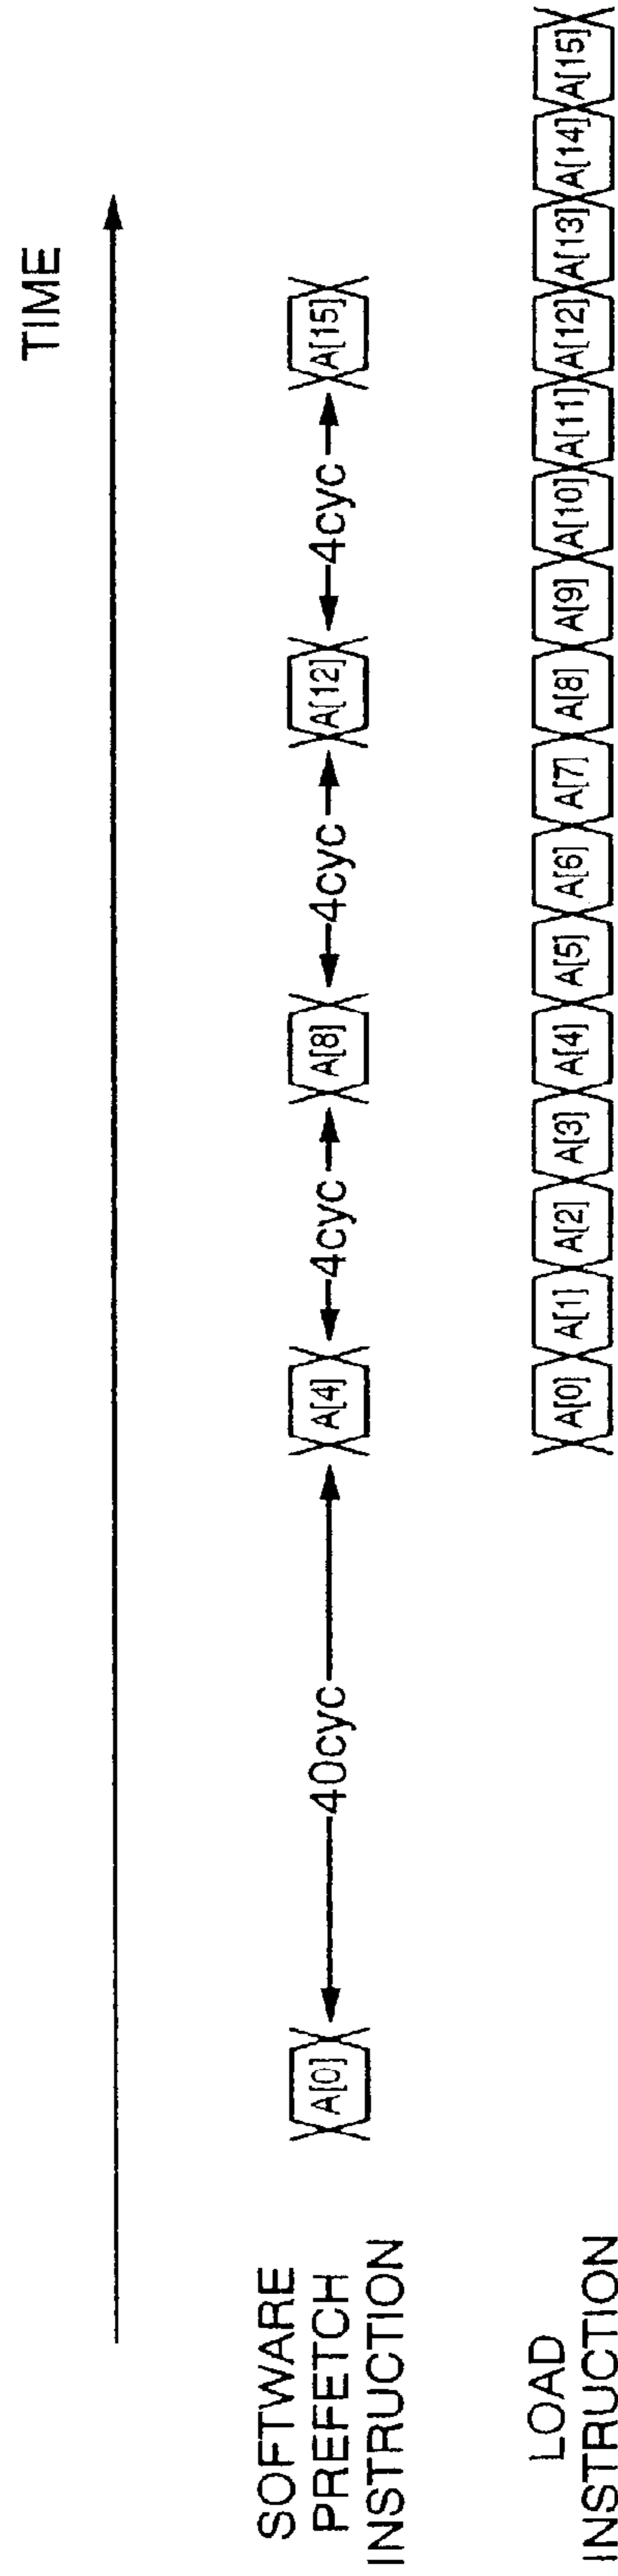 TIME
SOFTWARE
PREFETCH
INSTRUCTION
A[0]
40cyc
A[4]
4cyc
A[8]
4cyc
A[12]
4cyc
A[15]
LOAD
INSTRUCTION
A[0]
A[1]
A[2]
A[3]
A[4]
A[5]
A[6]
A[7]
A[8]
A[9]
A[10]
A[11]
A[12]
A[13]
A[14]
A[15]